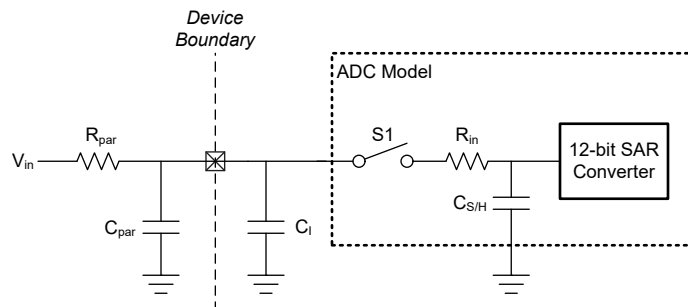 Device
Boundary
ADC Model
Vin
Rpar
S1
Rin
12-bit SAR
Converter
Cpar
CI
CS/H